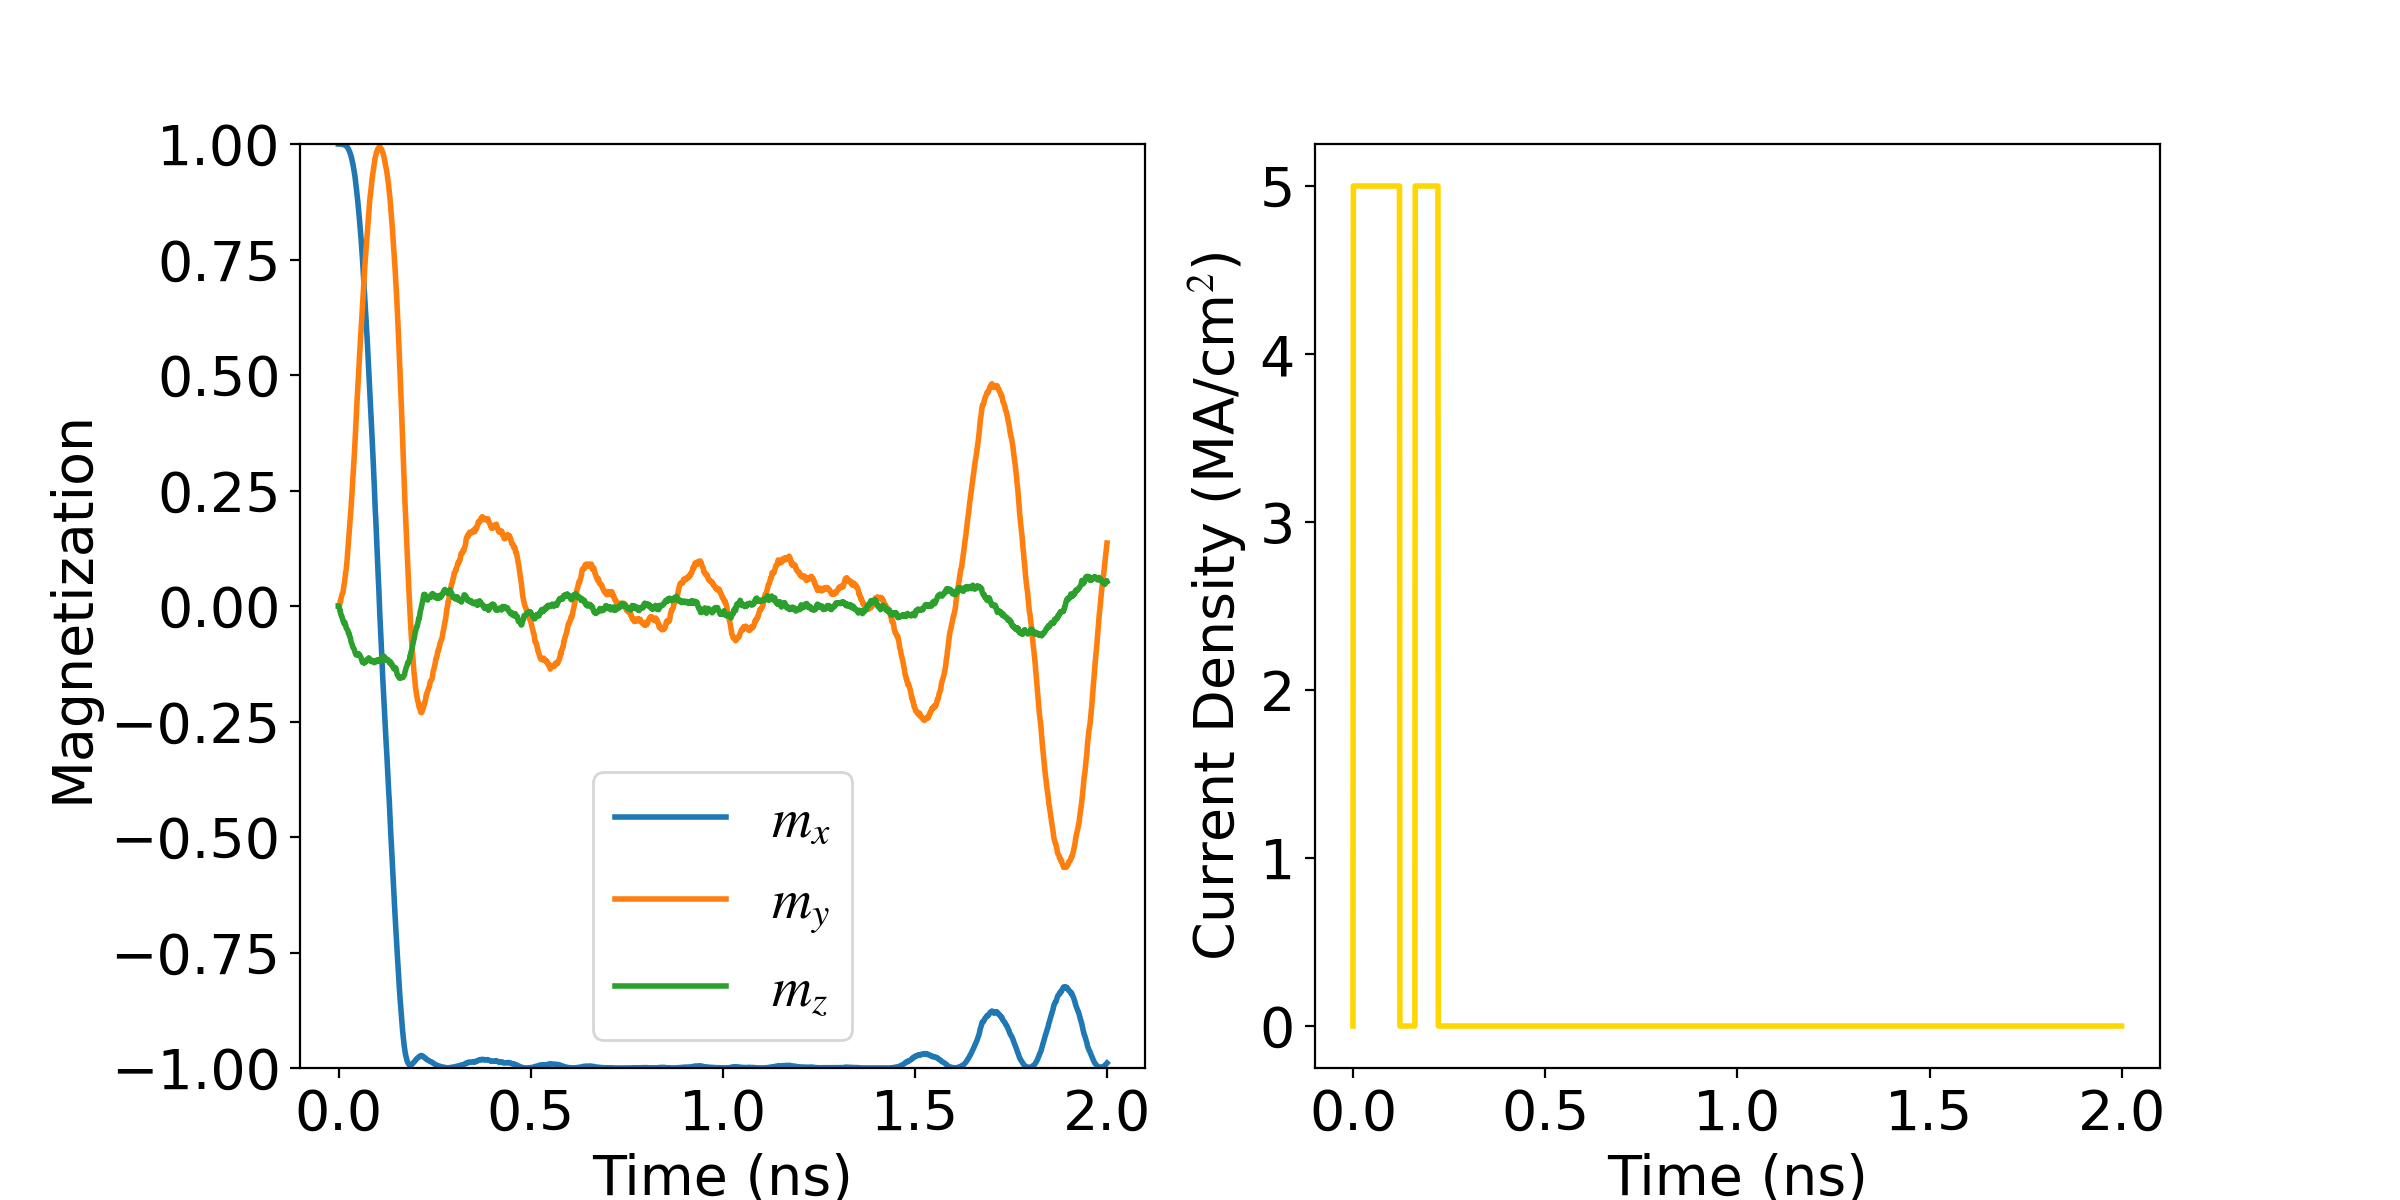 Magnetization
1.00
0.75
0.50
0.25
0.00
−0.25
−0.50
−0.75
−1.00
0.0 0.5 1.0 1.5 2.0
Time (ns)
mₓ
m_y
m_z
Current Density (MA/cm²)
5
4
3
2
1
0
0.0 0.5 1.0 1.5 2.0
Time (ns)